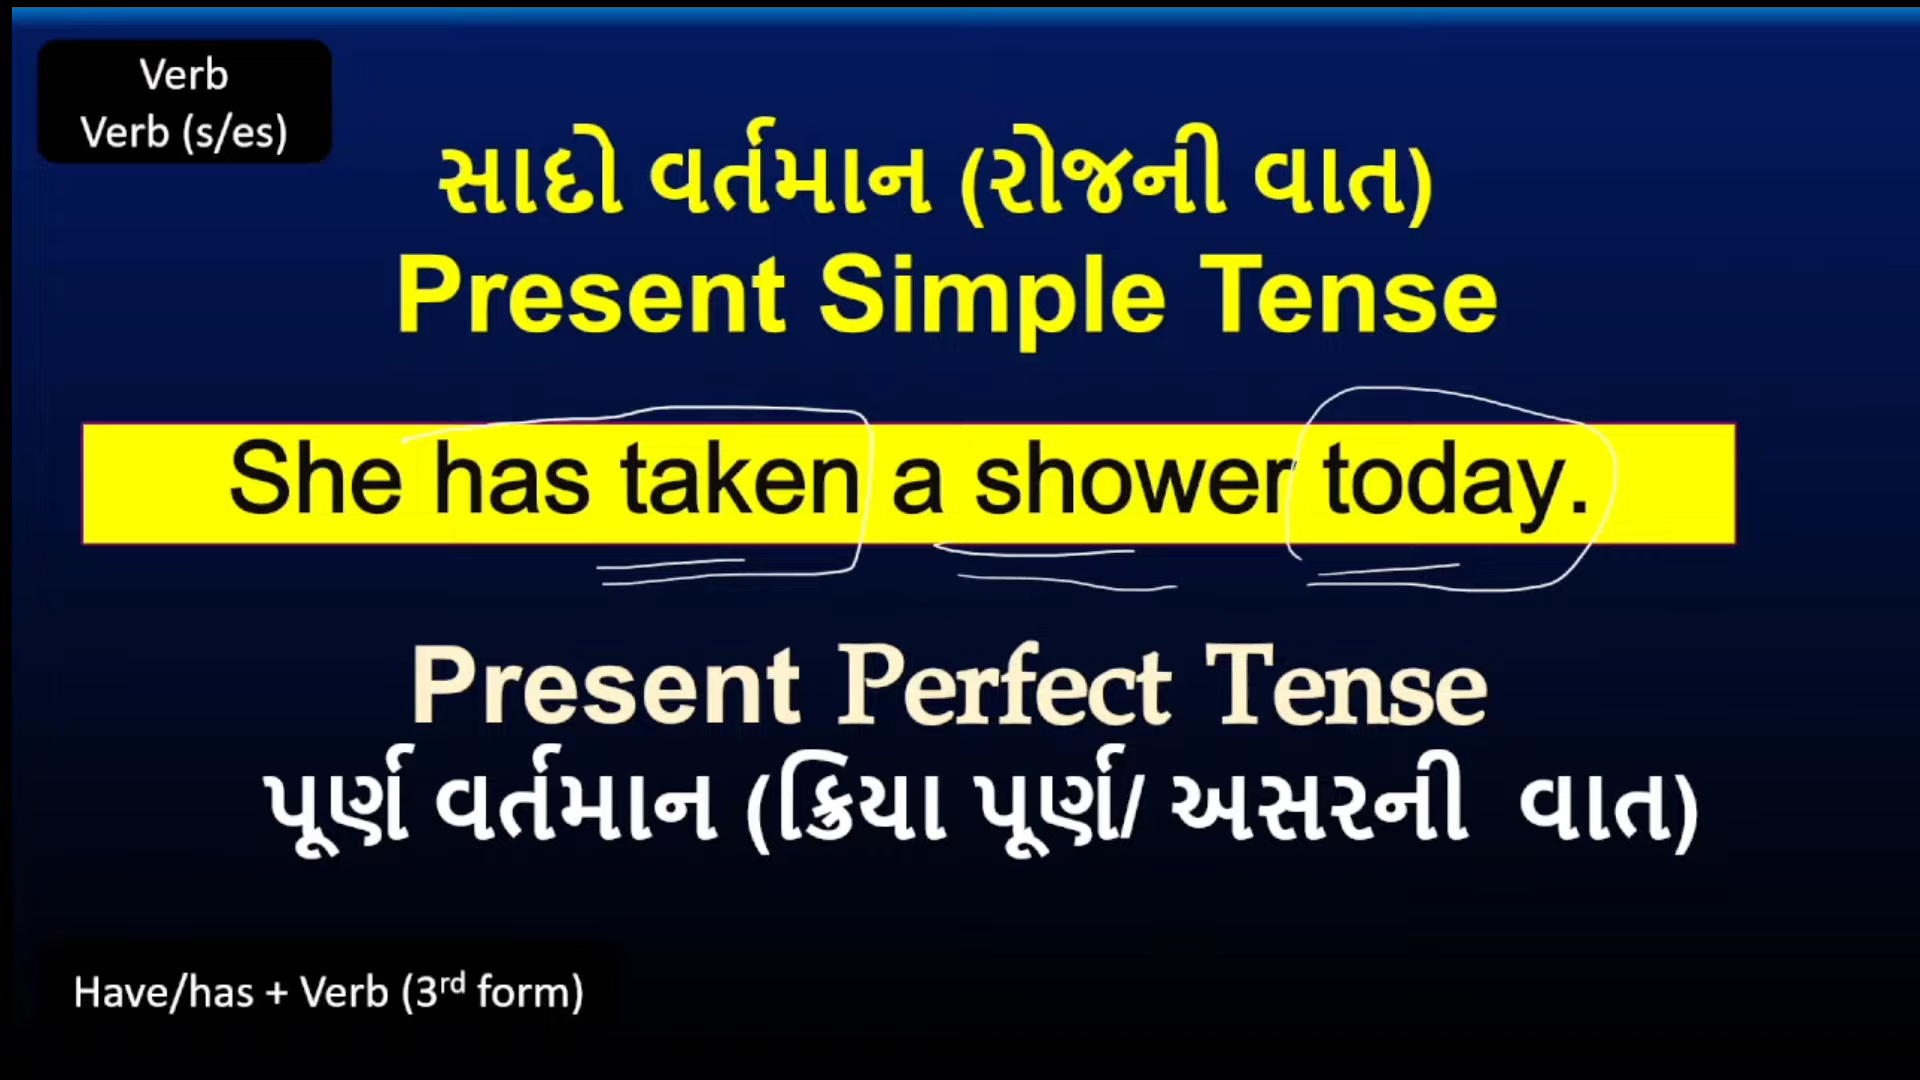 Verb
Verb (s/es)
સાદો વર્તમાન (રોજની વાત)
Present Simple Tense
She has taken a shower today.
Present Perfect Tense
પૂર્ણ વર્તમાન (ક્રિયા પૂર્ણ/ અસરની વાત)
Have/has + Verb (3rd form)